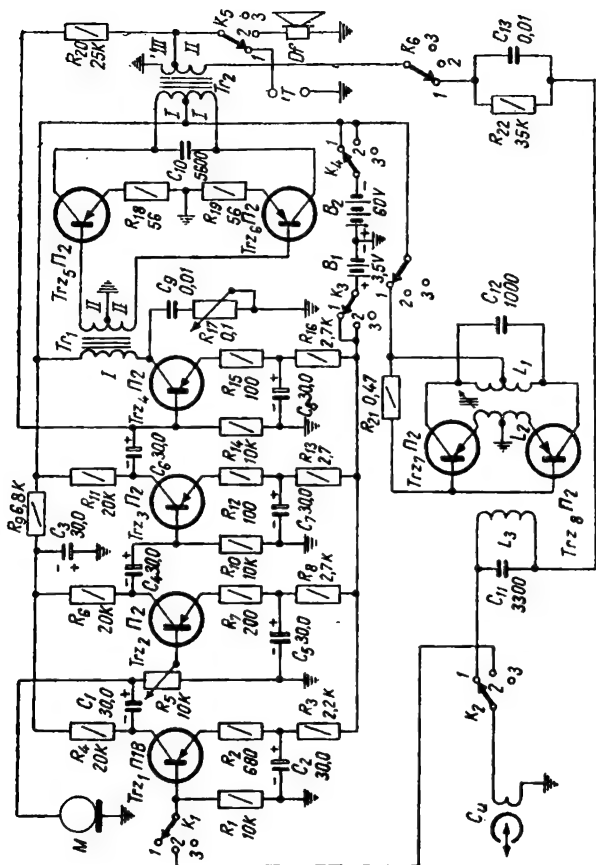 M
R₄
20K
C₁
30,0
R₆
20K
R₉ 6,8K
C₃
30,0
R₁₁
20K
Tr₁
I
II
II
R₂₀
25K
K₁
1
2
3
Trz₁
П18
R₅
10K
Trz₂
П2
C₄ 30,0
Trz₃
П2
C₆ 30,0
Trz₄
П2
C₉
0,01
R₁₇
0,1
Trz₅
П2
R₁₈
56
R₁₉
56
Trz₆
П2
C₁₀
5600
I
I
Tr₂
III
II
K₅
1
2
3
Df
1T
R₁
10K
R₂
680
C₂
30,0
R₃
2,2K
R₇
200
C₅ 30,0
R₈
2,7K
R₁₀
10K
R₁₂
100
C₇ 30,0
R₁₃
2,7
R₁₄
10K
R₁₅
100
C₈ 30,0
R₁₆
2,7K
K₃
1
2
3
B₁
3,5V
B₂
60V
K₄
1
2
3
K₆
1
2
3
Cu
K₂
1
2
3
C₁₁
3300
L₃
Trz₈
П2
Trz₇
П2
L₂
L₁
R₂₁ 0,47
1
2
3
C₁₂
1000
R₂₂
35K
C₁₃
0,01